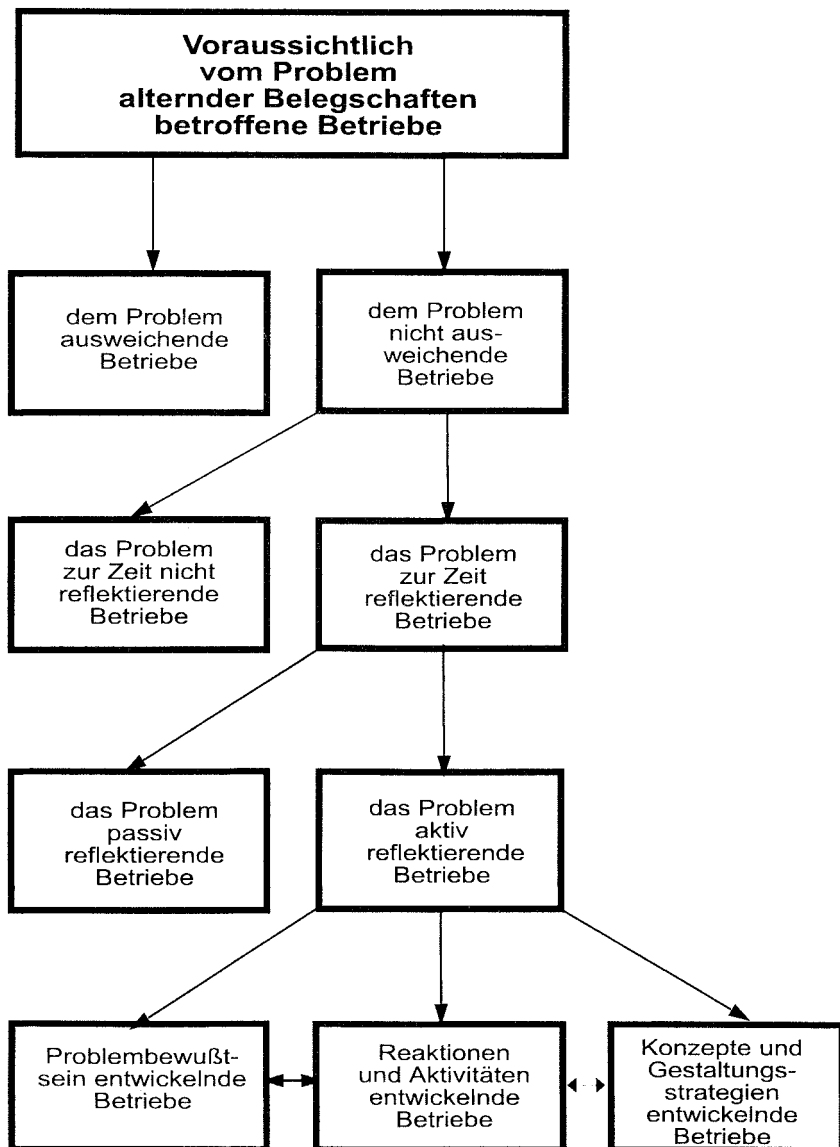 Voraussichtlich
vom Problem
alternder Belegschaften
betroffene Betriebe
dem Problem
ausweichende
Betriebe
dem Problem
nicht aus-
weichende
Betriebe
das Problem
zur Zeit nicht
reflektierende
Betriebe
das Problem
zur Zeit
reflektierende
Betriebe
das Problem
passiv
reflektierende
Betriebe
das Problem
aktiv
reflektierende
Betriebe
Problembewußt-
sein entwickelnde
Betriebe
Reaktionen
und Aktivitäten
entwickelnde
Betriebe
Konzepte und
Gestaltungs-
strategien
entwickelnde
Betriebe